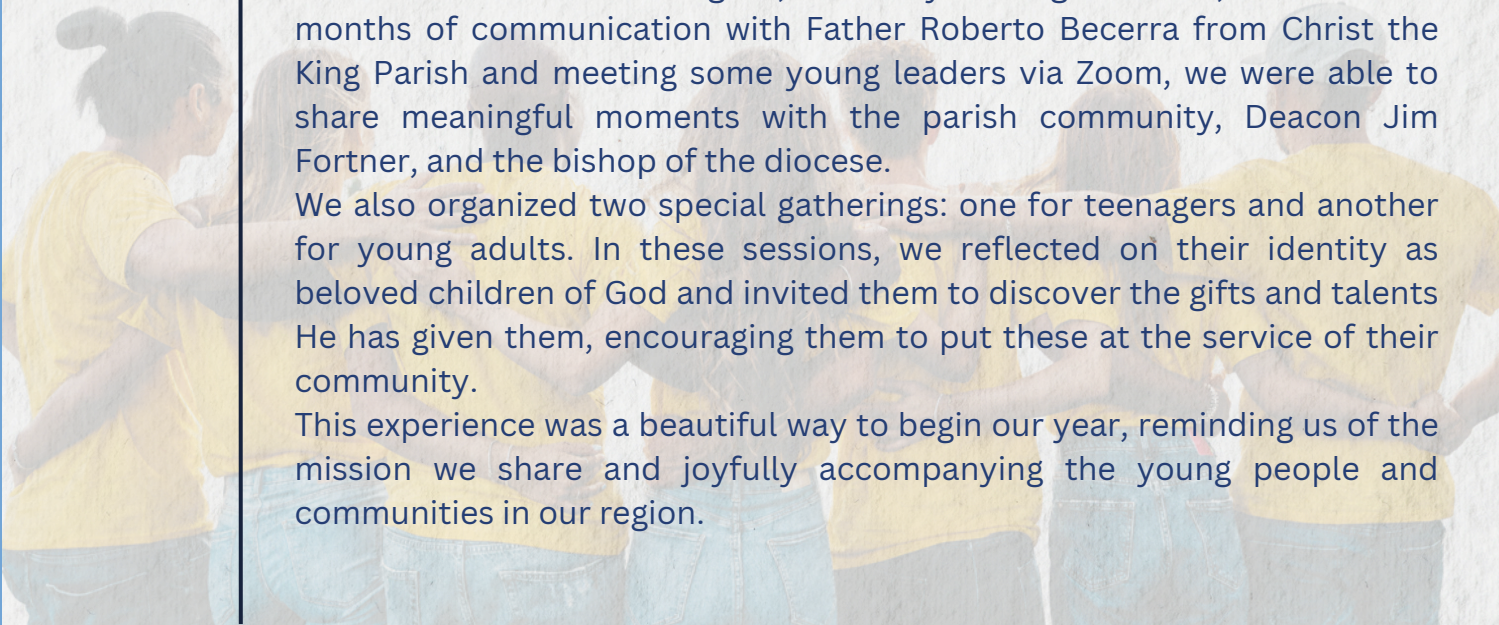 months of communication with Father Roberto Becerra from Christ the
King Parish and meeting some young leaders via Zoom, we were able to
share meaningful moments with the parish community, Deacon Jim
Fortner, and the bishop of the diocese.
We also organized two special gatherings: one for teenagers and another
for young adults. In these sessions, we reflected on their identity as
beloved children of God and invited them to discover the gifts and talents
He has given them, encouraging them to put these at the service of their
community.
This experience was a beautiful way to begin our year, reminding us of the
mission we share and joyfully accompanying the young people and
communities in our region.